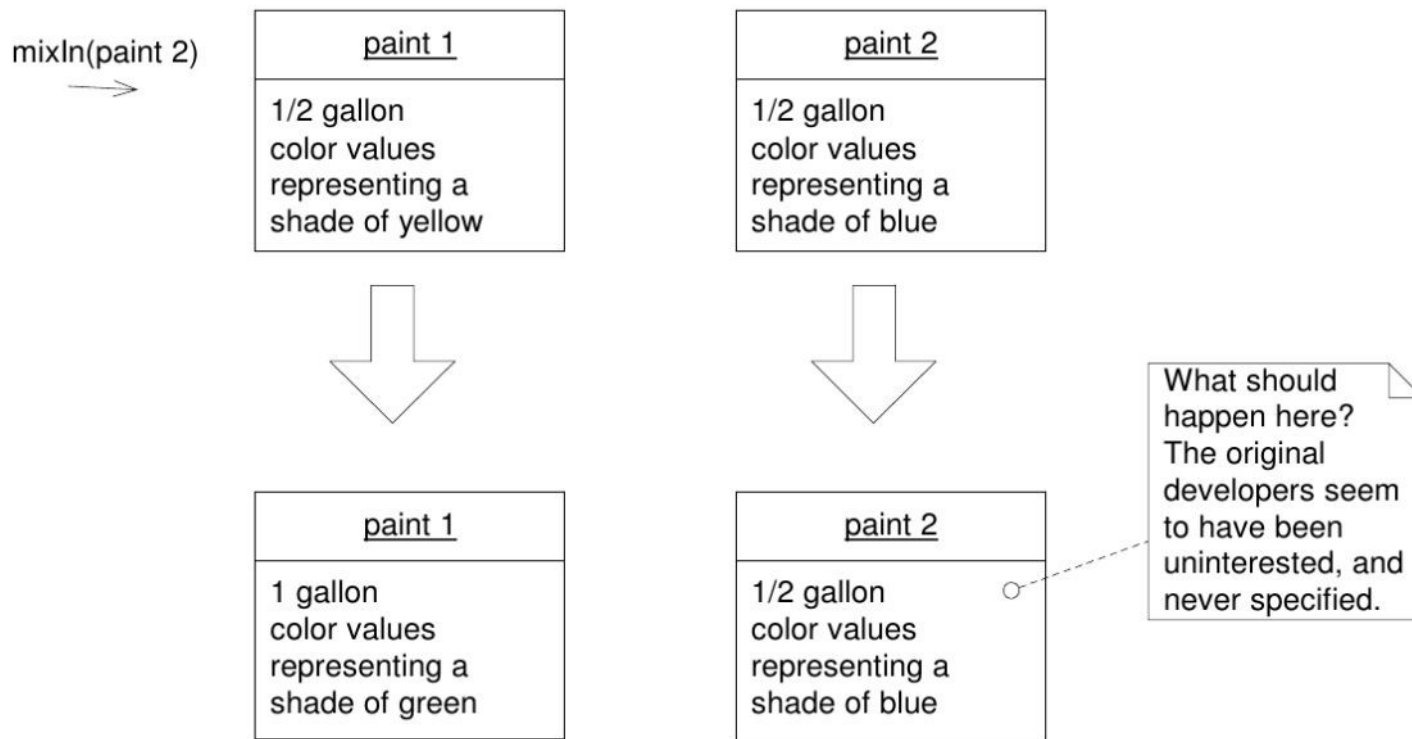 mixIn(paint 2)
paint 1
1/2 gallon
color values
representing a
shade of yellow
paint 2
1/2 gallon
color values
representing a
shade of blue
paint 1
1 gallon
color values
representing a
shade of green
paint 2
1/2 gallon
color values
representing a
shade of blue
What should
happen here?
The original
developers seem
to have been
uninterested, and
never specified.